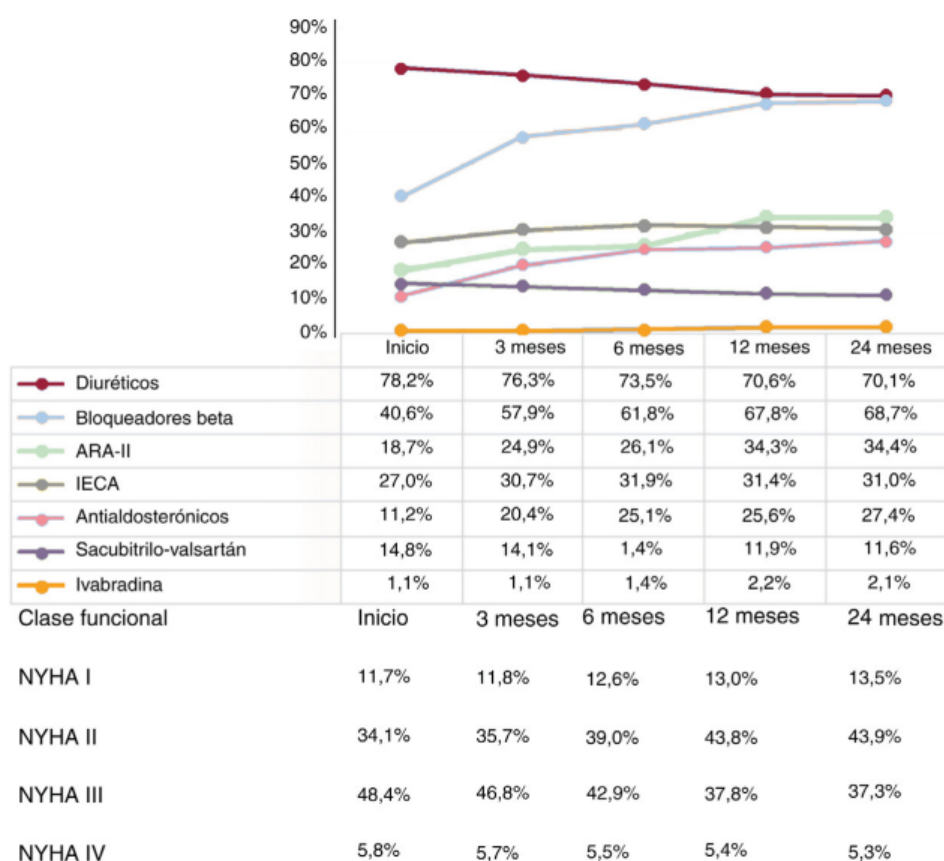 90%
80%
70%
60%
50%
40%
30%
20%
10%
0%
Inicio 3 meses 6 meses 12 meses 24 meses
Diuréticos 78,2% 76,3% 73,5% 70,6% 70,1%
Bloqueadores beta 40,6% 57,9% 61,8% 67,8% 68,7%
ARA-II 18,7% 24,9% 26,1% 34,3% 34,4%
IECA 27,0% 30,7% 31,9% 31,4% 31,0%
Antialdosterónicos 11,2% 20,4% 25,1% 25,6% 27,4%
Sacubitrilo-valsartán 14,8% 14,1% 1,4% 11,9% 11,6%
Ivabradina 1,1% 1,1% 1,4% 2,2% 2,1%
Clase funcional Inicio 3 meses 6 meses 12 meses 24 meses
NYHA I 11,7% 11,8% 12,6% 13,0% 13,5%
NYHA II 34,1% 35,7% 39,0% 43,8% 43,9%
NYHA III 48,4% 46,8% 42,9% 37,8% 37,3%
NYHA IV 5,8% 5,7% 5,5% 5,4% 5,3%